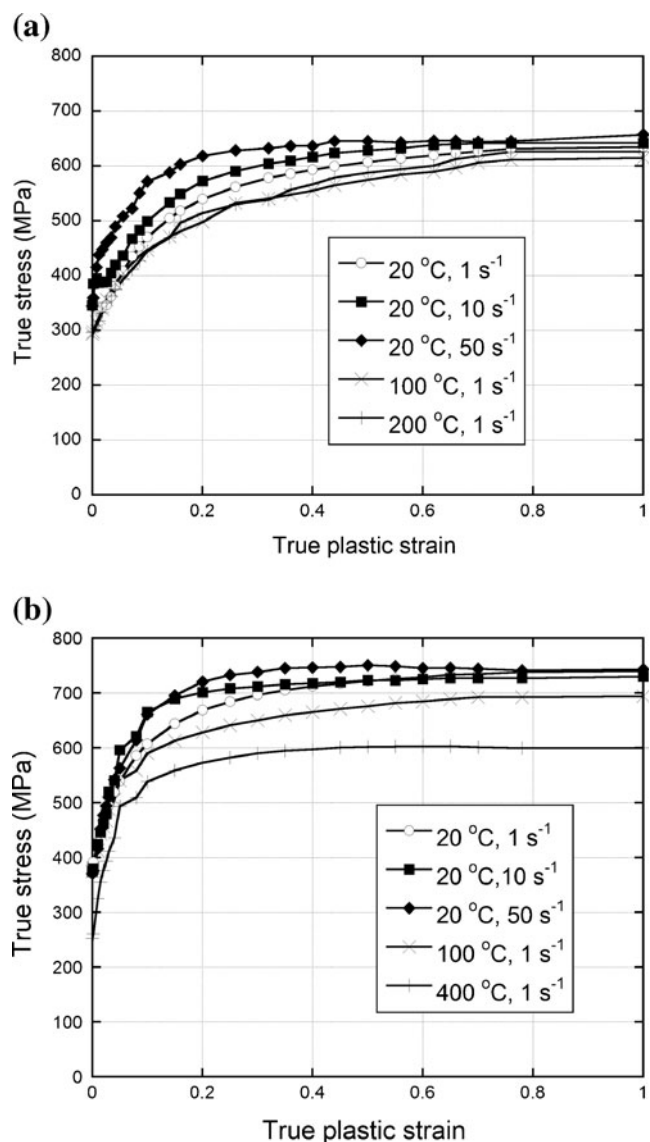 (a)
800
700
600
500
400
300
200
100
0
True stress (MPa)
20 °C, 1 s⁻¹
20 °C, 10 s⁻¹
20 °C, 50 s⁻¹
100 °C, 1 s⁻¹
200 °C, 1 s⁻¹
0 0.2 0.4 0.6 0.8 1
True plastic strain
(b)
800
700
600
500
400
300
200
100
0
True stress (MPa)
20 °C, 1 s⁻¹
20 °C,10 s⁻¹
20 °C, 50 s⁻¹
100 °C, 1 s⁻¹
400 °C, 1 s⁻¹
0 0.2 0.4 0.6 0.8 1
True plastic strain